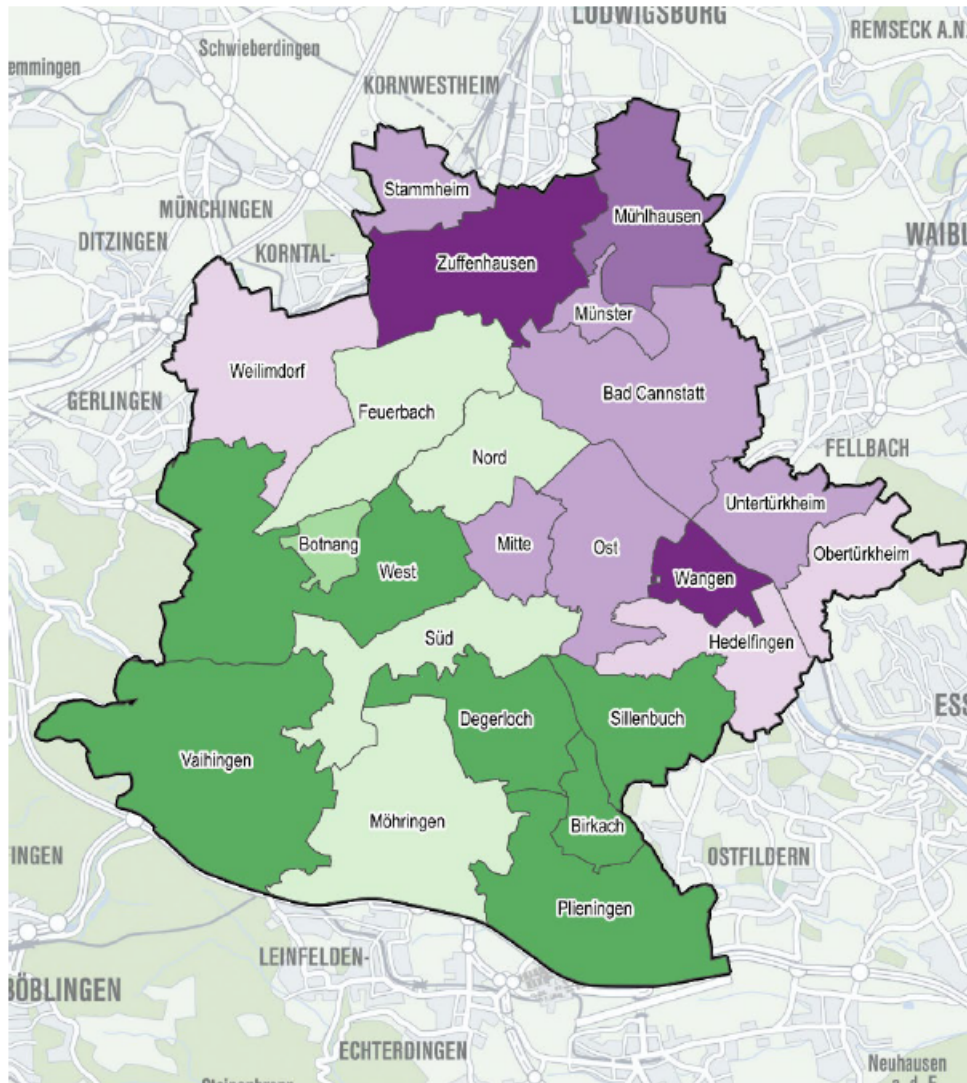 LUDWIGSBURG
REMSECK A.N.
Schwieberdingen
emmingen
KORNWESTHEIM
Stammheim
MÜNCHINGEN
Mühlhausen
DITZINGEN
KORNTAL-
WAIBL
Zuffenhausen
Münster
Weilimdorf
Bad Cannstatt
GERLINGEN
Feuerbach
FELLBACH
Nord
Untertürkheim
Botnang
Mitte
Ost
Obertürkheim
West
Wangen
Süd
Hedelfingen
ESS
Degerloch
Sillenbuch
Vaihingen
Möhringen
Birkach
INGEN
OSTFILDERN
Plieningen
LEINFELDEN-
BÖBLINGEN
ECHTERDINGEN
Neuhausen